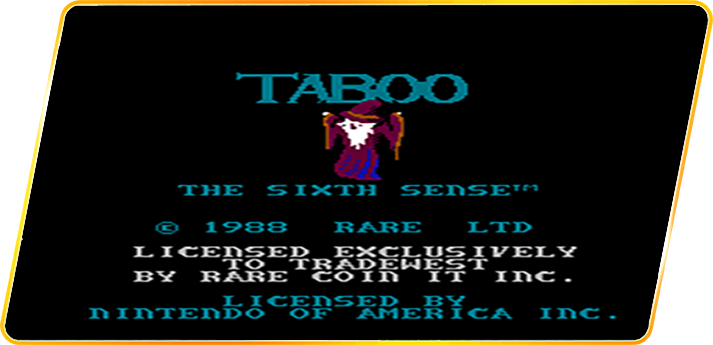 TABOO
THE SIXTH SENSE™
© 1988 RARE LTD
LICENSED EXCLUSIVELY
TO TRADEWEST
BY RARE COIN IT INC.
LICENSED BY
NINTENDO OF AMERICA INC.